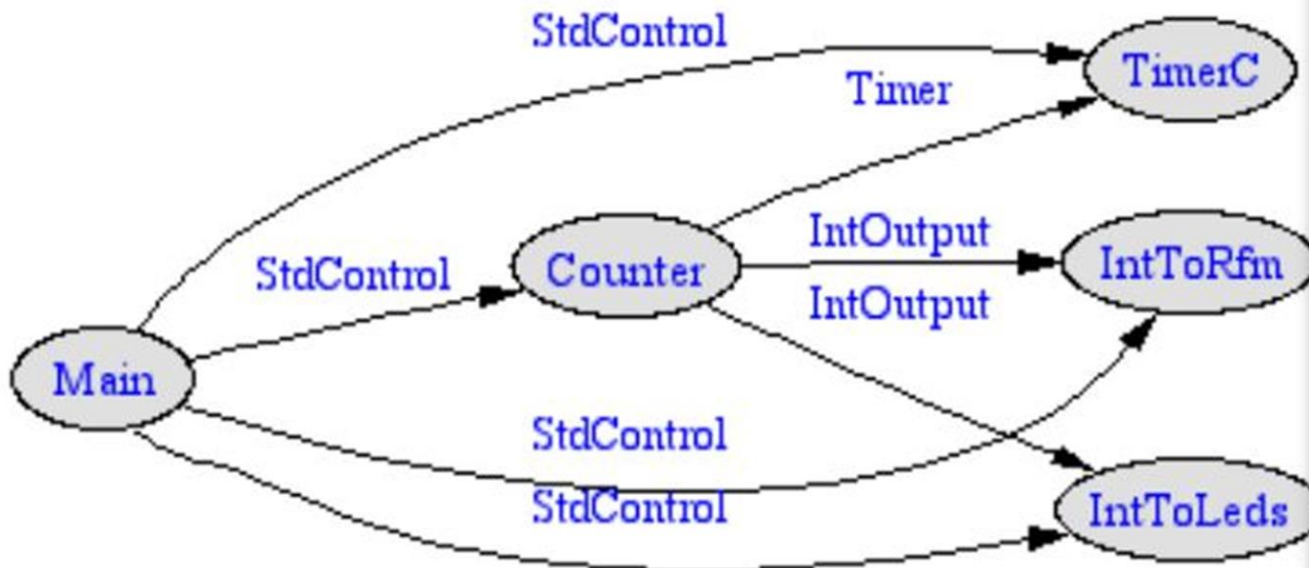 StdControl
TimerC
Timer
IntOutput
IntToRfm
StdControl
Counter
IntOutput
Main
StdControl
StdControl
IntToLeds